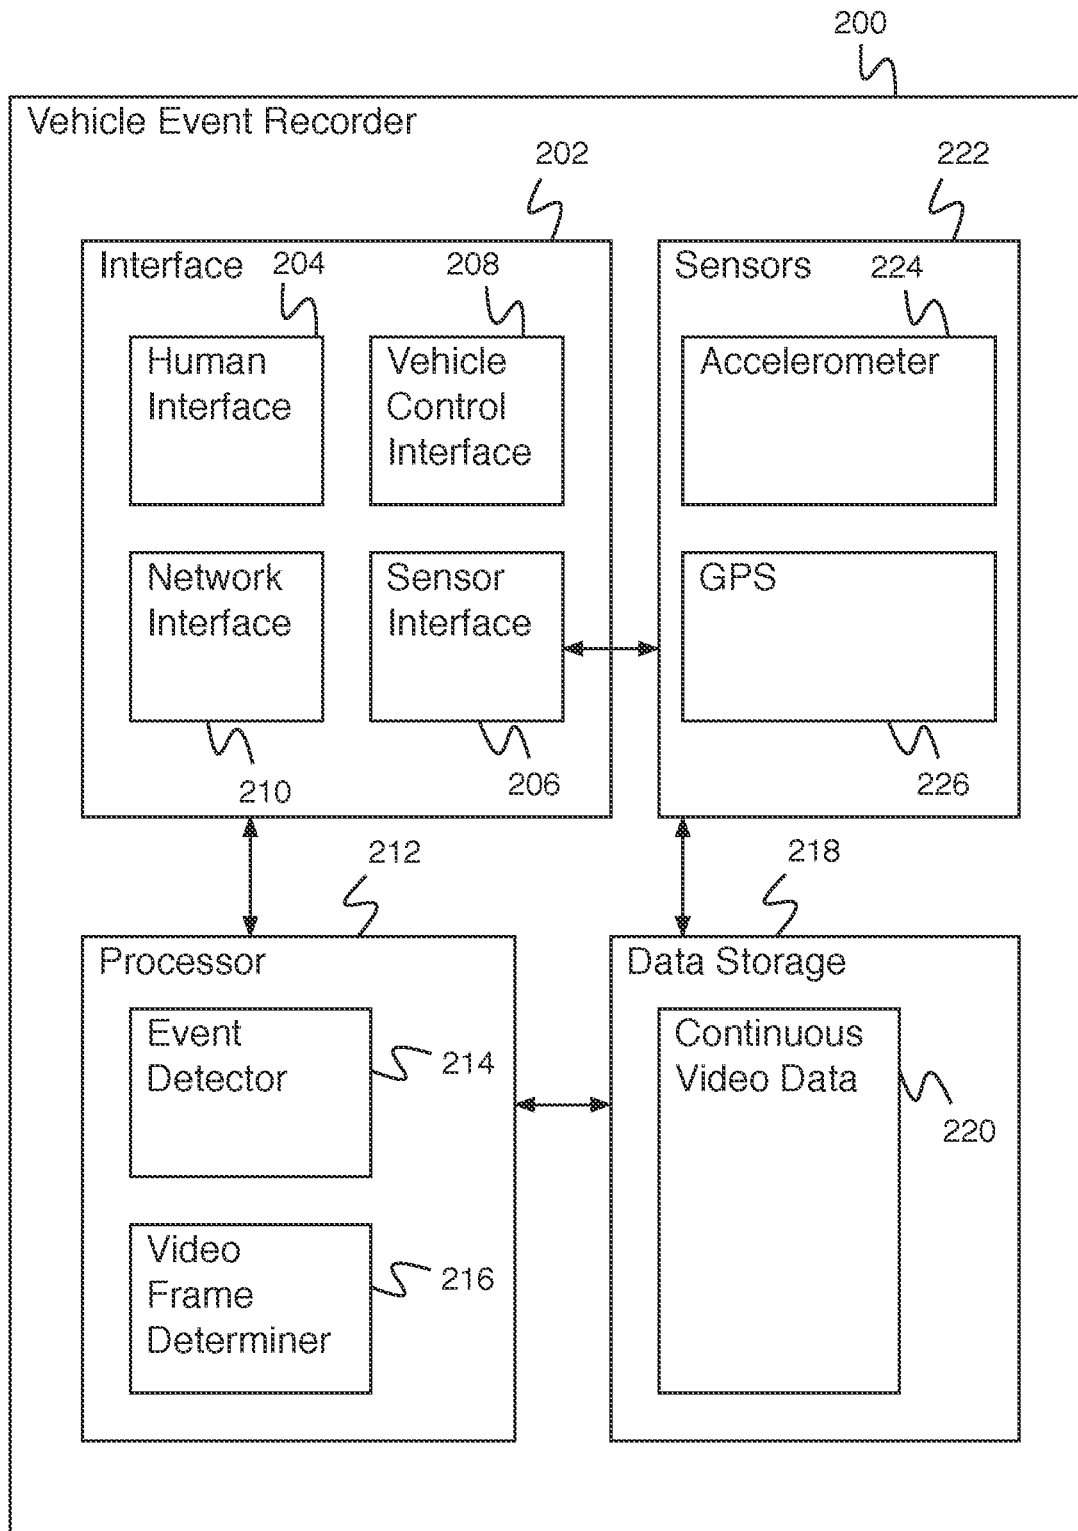 200
Vehicle Event Recorder
202
222
Interface
204
208
Sensors
224
Human
Interface
Vehicle
Control
Interface
Accelerometer
Network
Interface
Sensor
Interface
GPS
210
206
226
212
218
Processor
Data Storage
Event
Detector
214
Continuous
Video Data
220
Video
Frame
Determiner
216